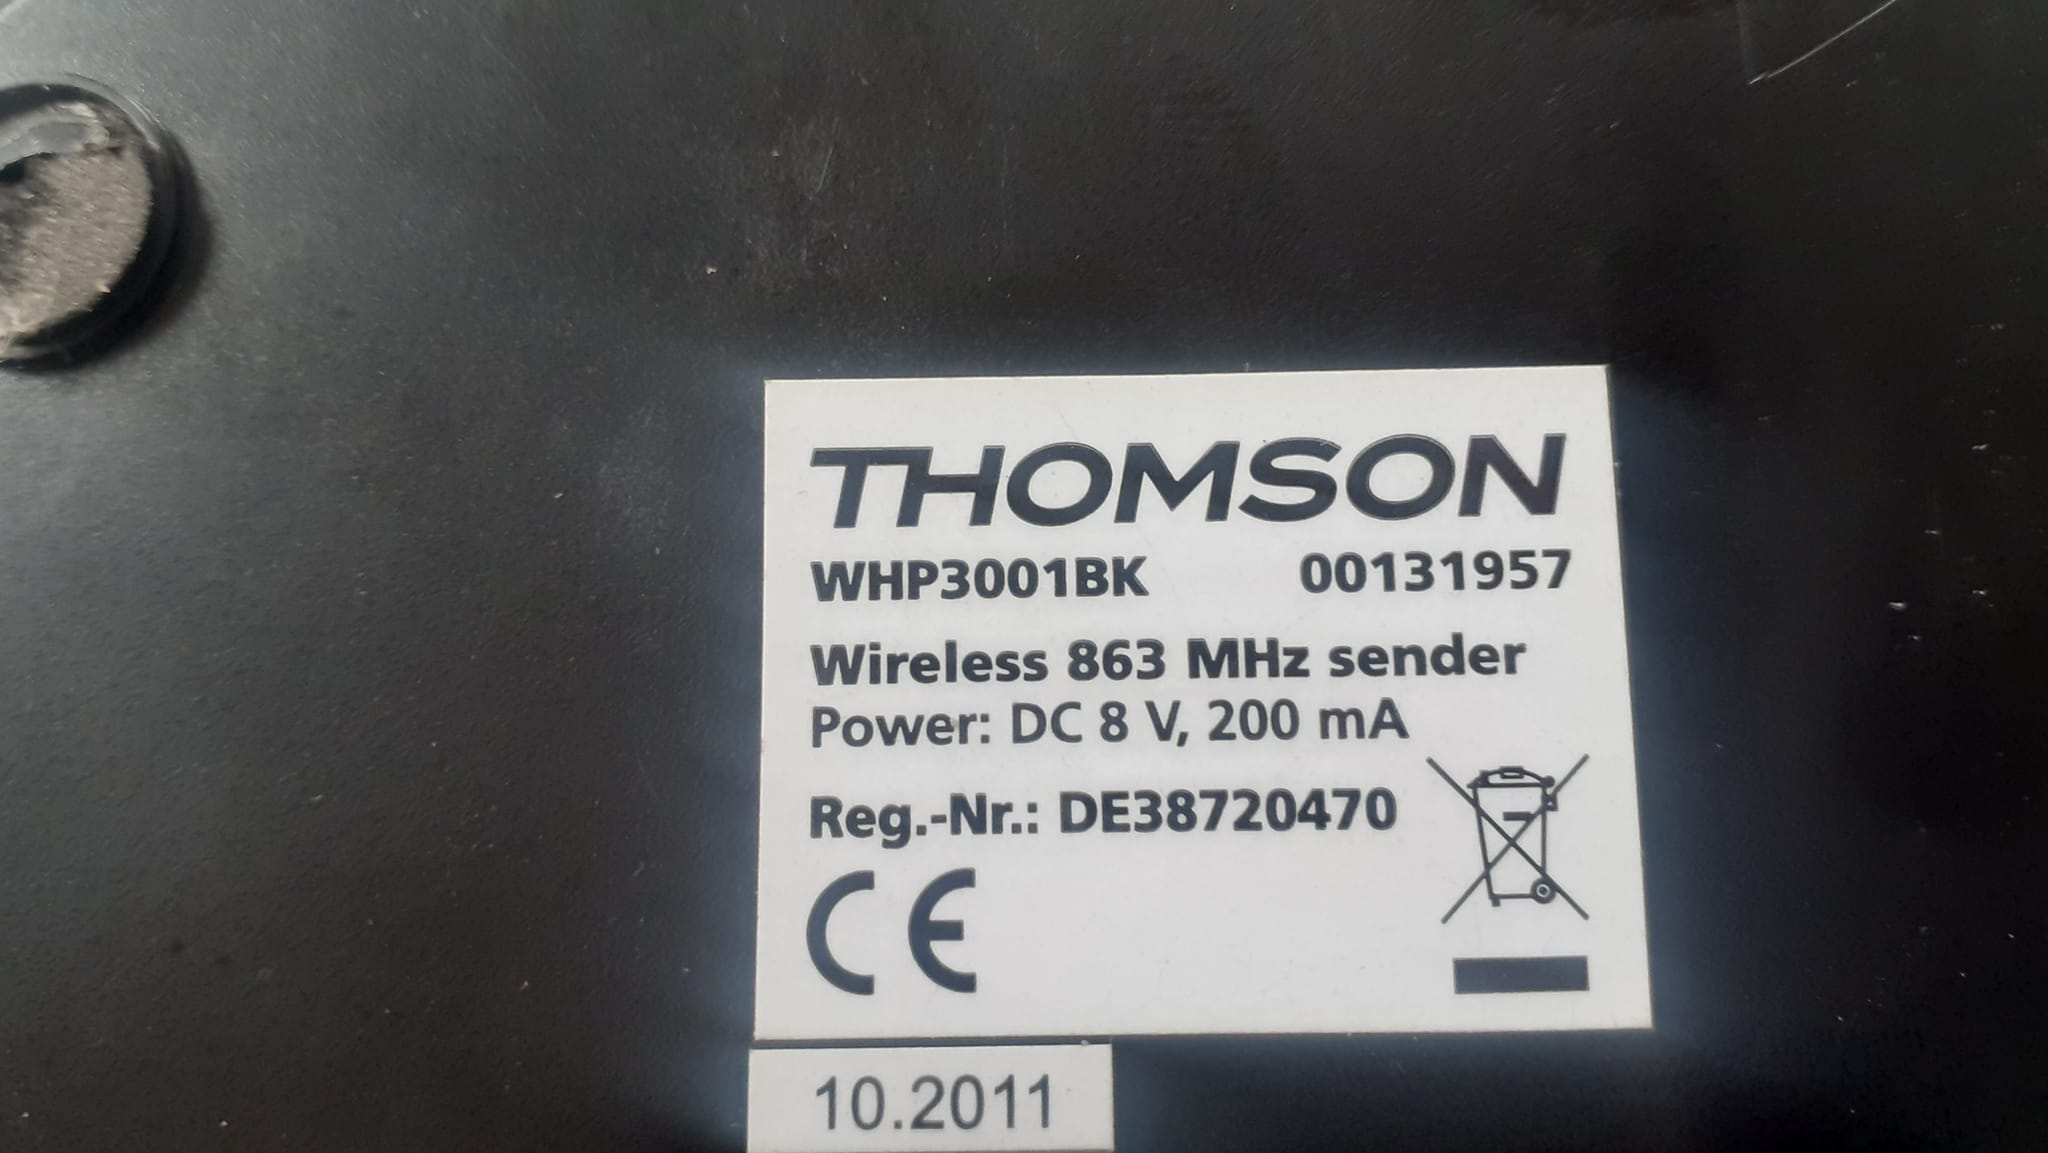 THOMSON
WHP3001BK 00131957
Wireless 863 MHz sender
Power: DC 8 V, 200 mA
Reg.-Nr.: DE38720470
CE
10.2011